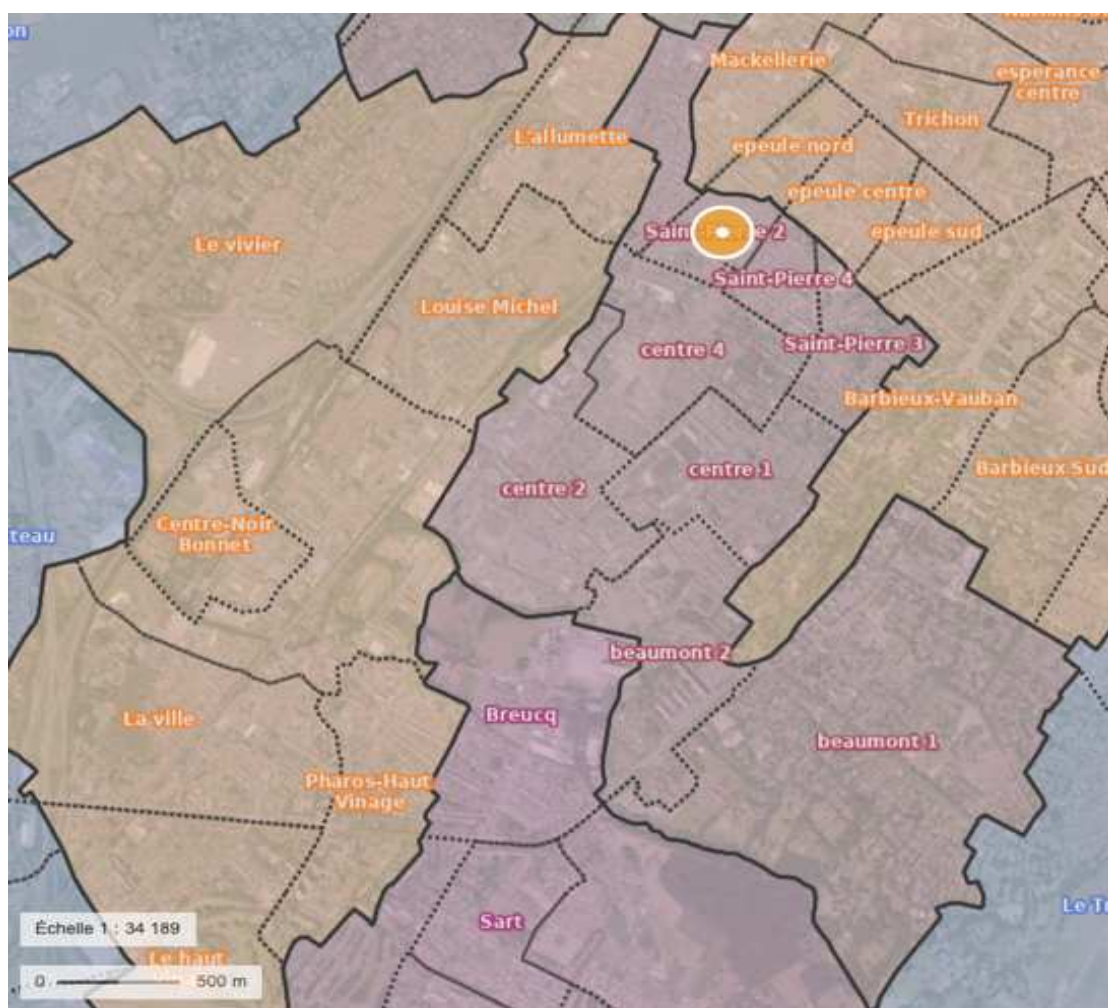 Mackellerie
esperance
centre
L'allumette
Trichon
epeule nord
epeule centre
Le vivier
epeule sud
Saint-Pierre 4
Louise Michel
centre 4
Saint-Pierre 3
Barbieux-Vauban
centre 1
Barbieux Sud
centre 2
Centre-Noir
Bonnet
beaumont 2
La ville
Breucq
beaumont 1
Pharos-Haut
Vinage
Sart
Échelle 1 : 34 189
Le haut
0 500 m